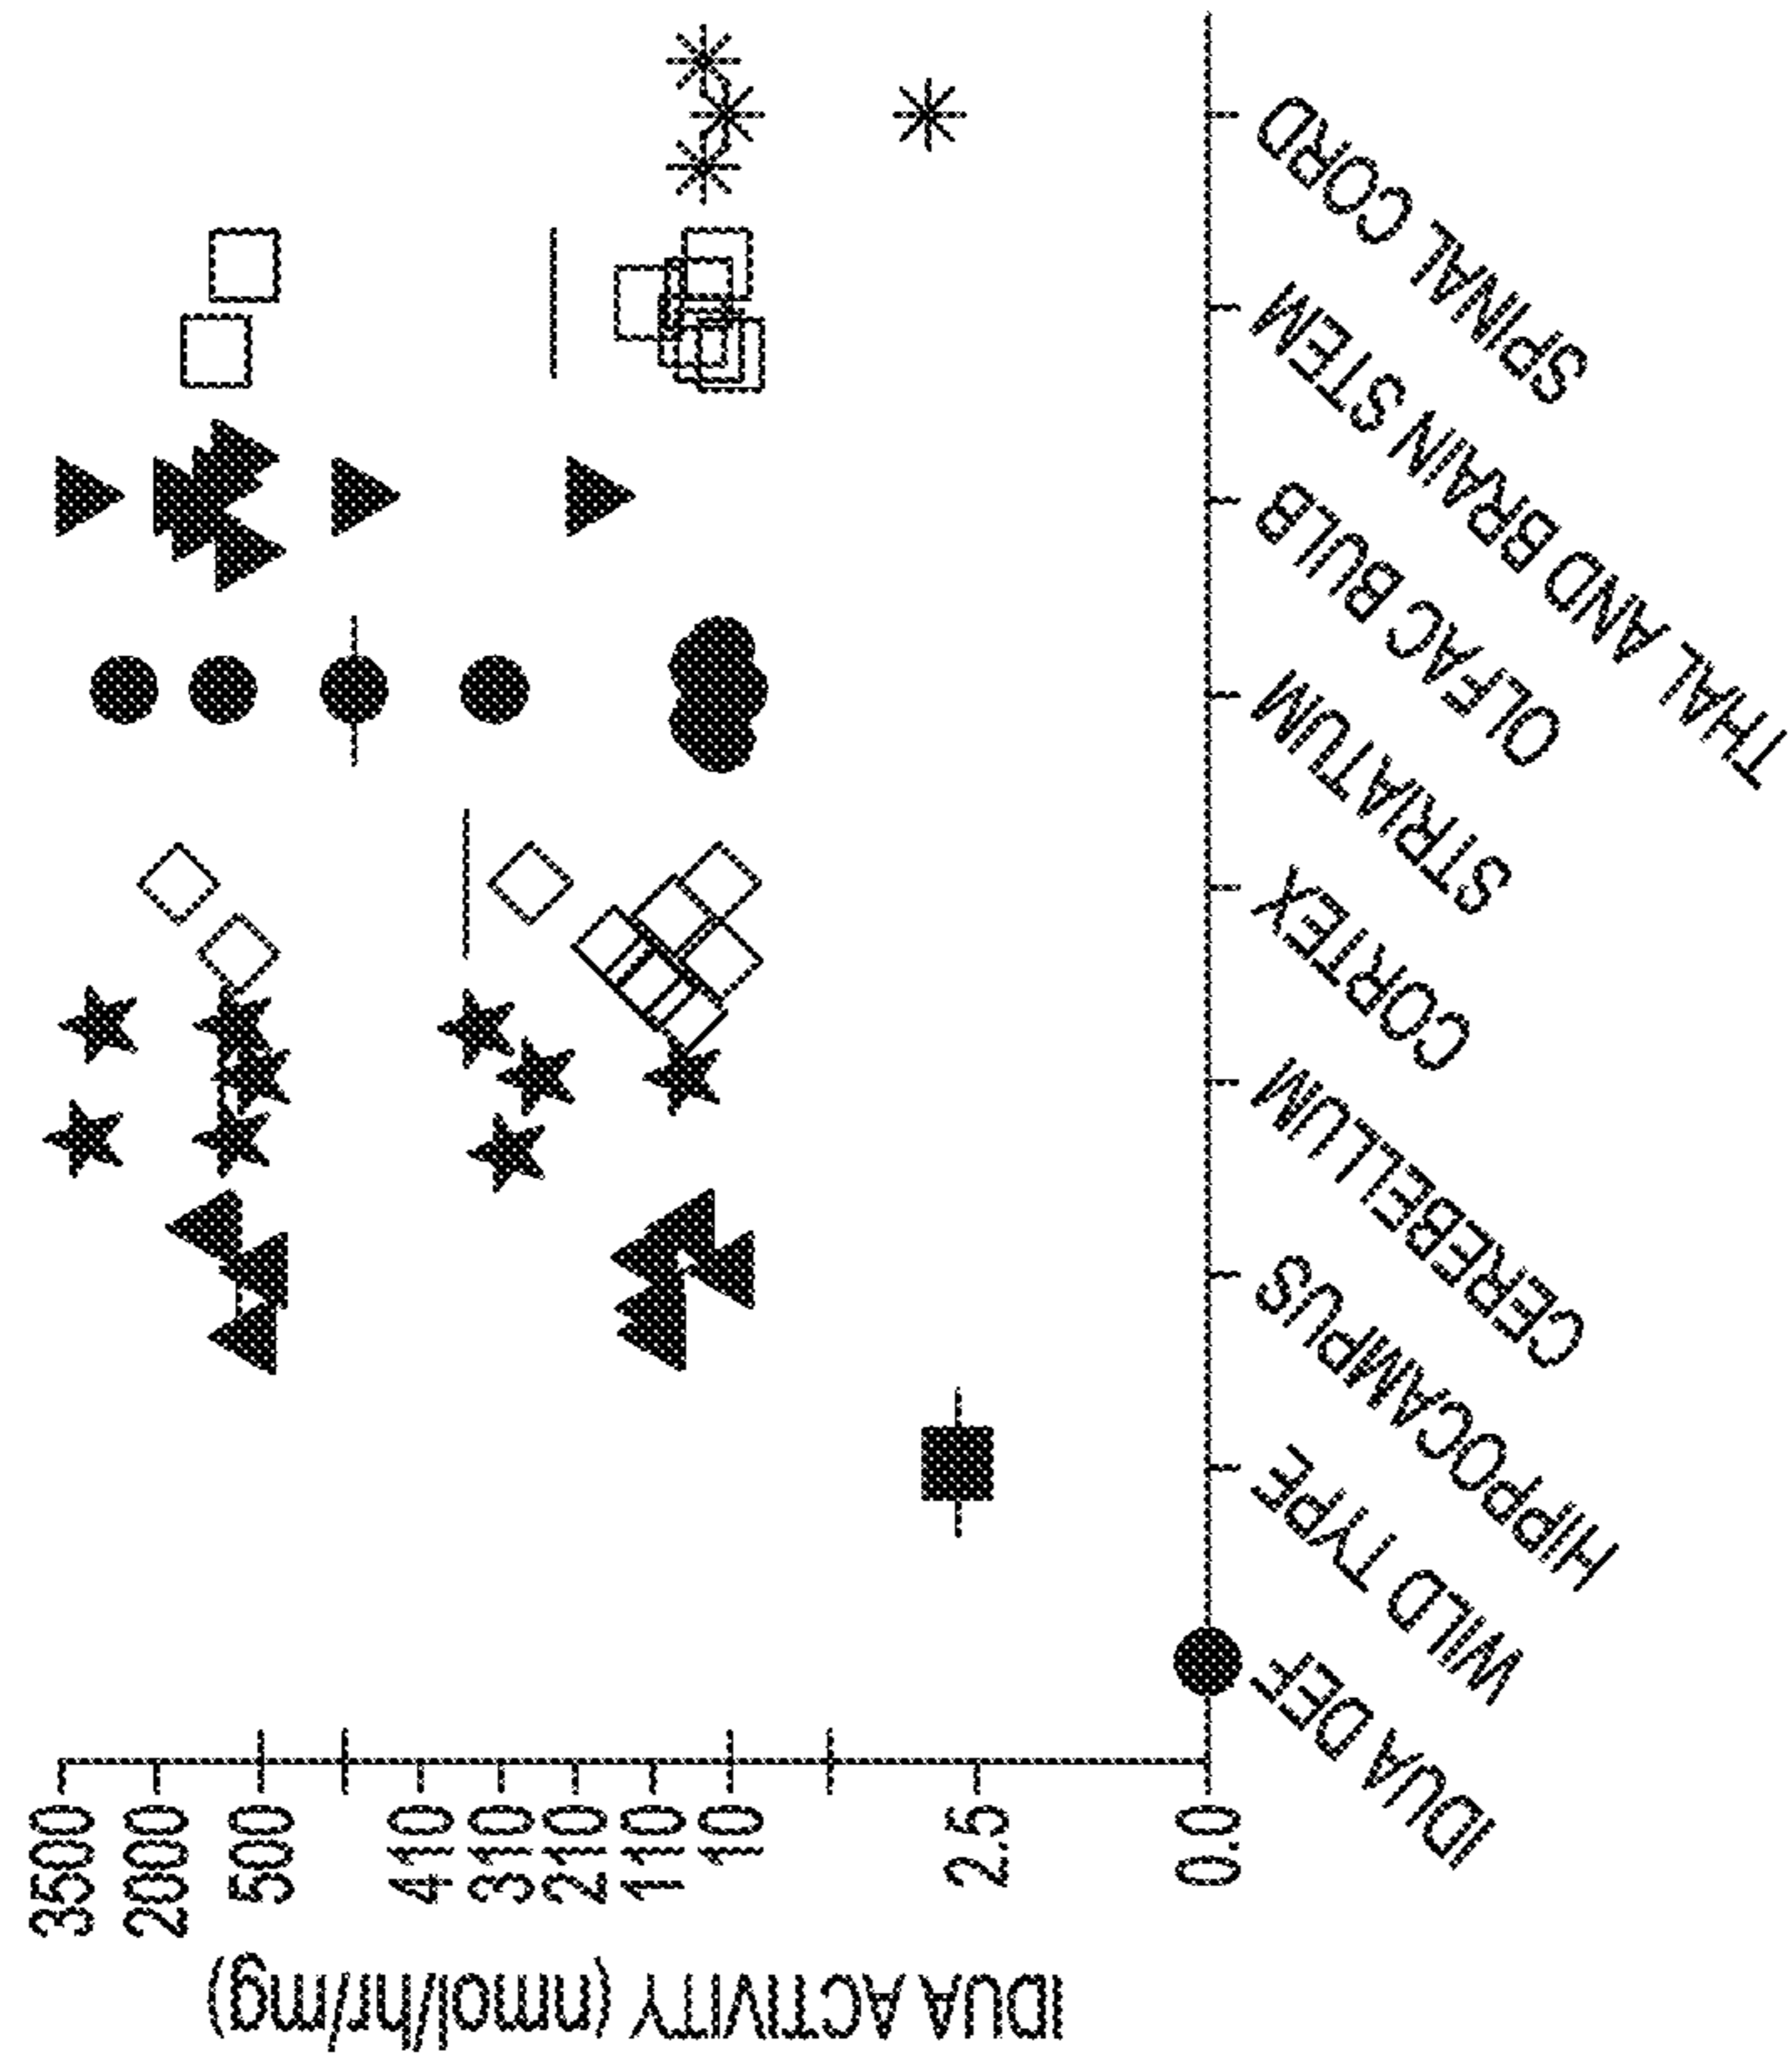 IDUA ACTIVITY (nmol/hr/mg)
3500
2000
500
410
310
210
110
10
2.5
0.0
IDUA DEF
WILD TYPE
HIPPOCAMPUS
CEREBELLUM
CORTEX
STRIATUM
OLFAC BULB
THAL AND BRAIN STEM
SPINAL CORD